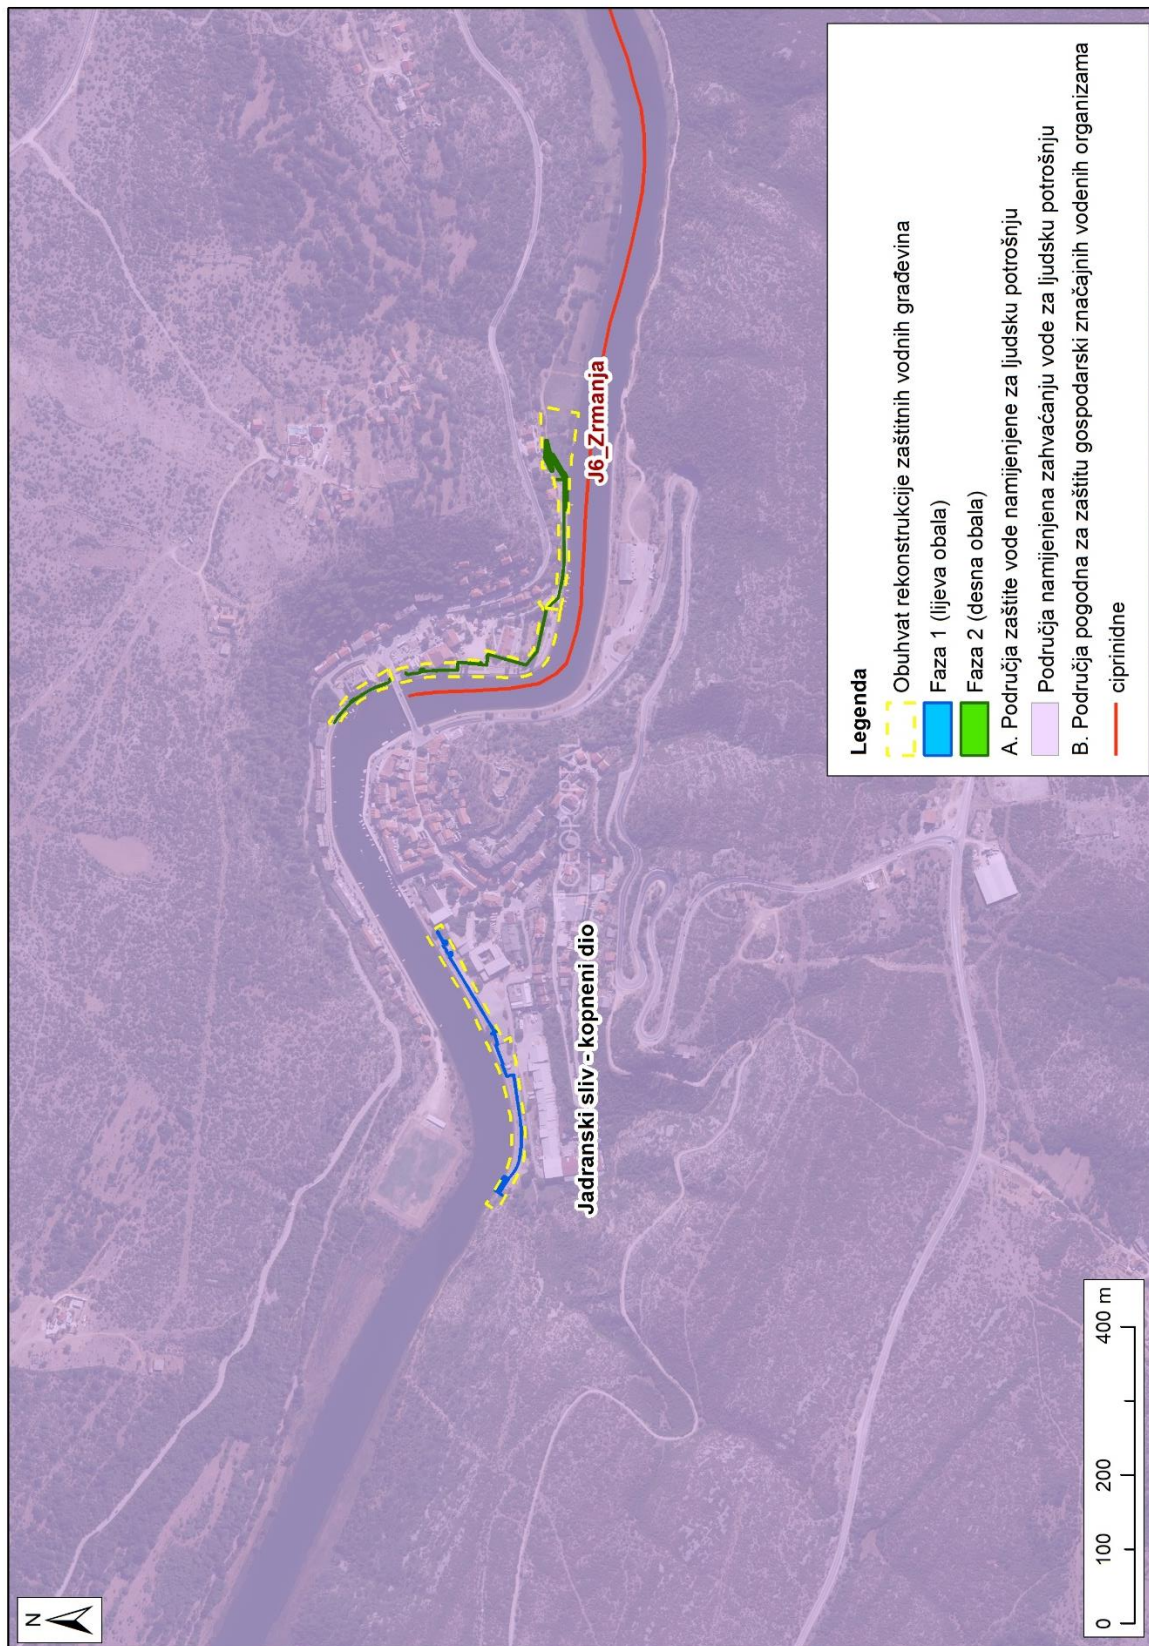 N
J6_Zrmanja
Jadranski sliv - kopneni dio
Legenda
Obuhvat rekonstrukcije zaštitnih vodnih građevina
Faza 1 (lijeva obala)
Faza 2 (desna obala)
A. Područja zaštite vode namijenjene za ljudsku potrošnju
Područja namijenjena zahvaćanju vode za ljudsku potrošnju
B. Područja pogodna za zaštitu gospodarski značajnih vodenih organizama
ciprinidne
0 100 200 400 m